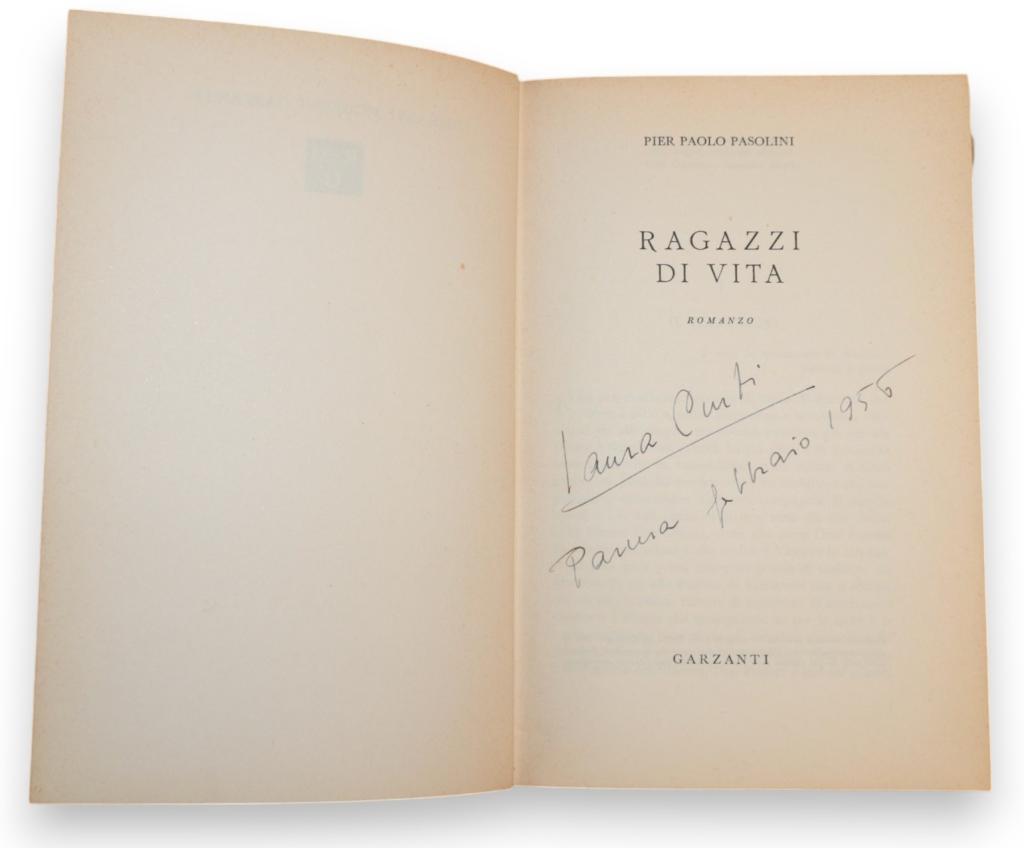 PIER PAOLO PASOLINI
RAGAZZI
DI VITA
ROMANZO
Laura Curti
Parma febbraio 1956
GARZANTI